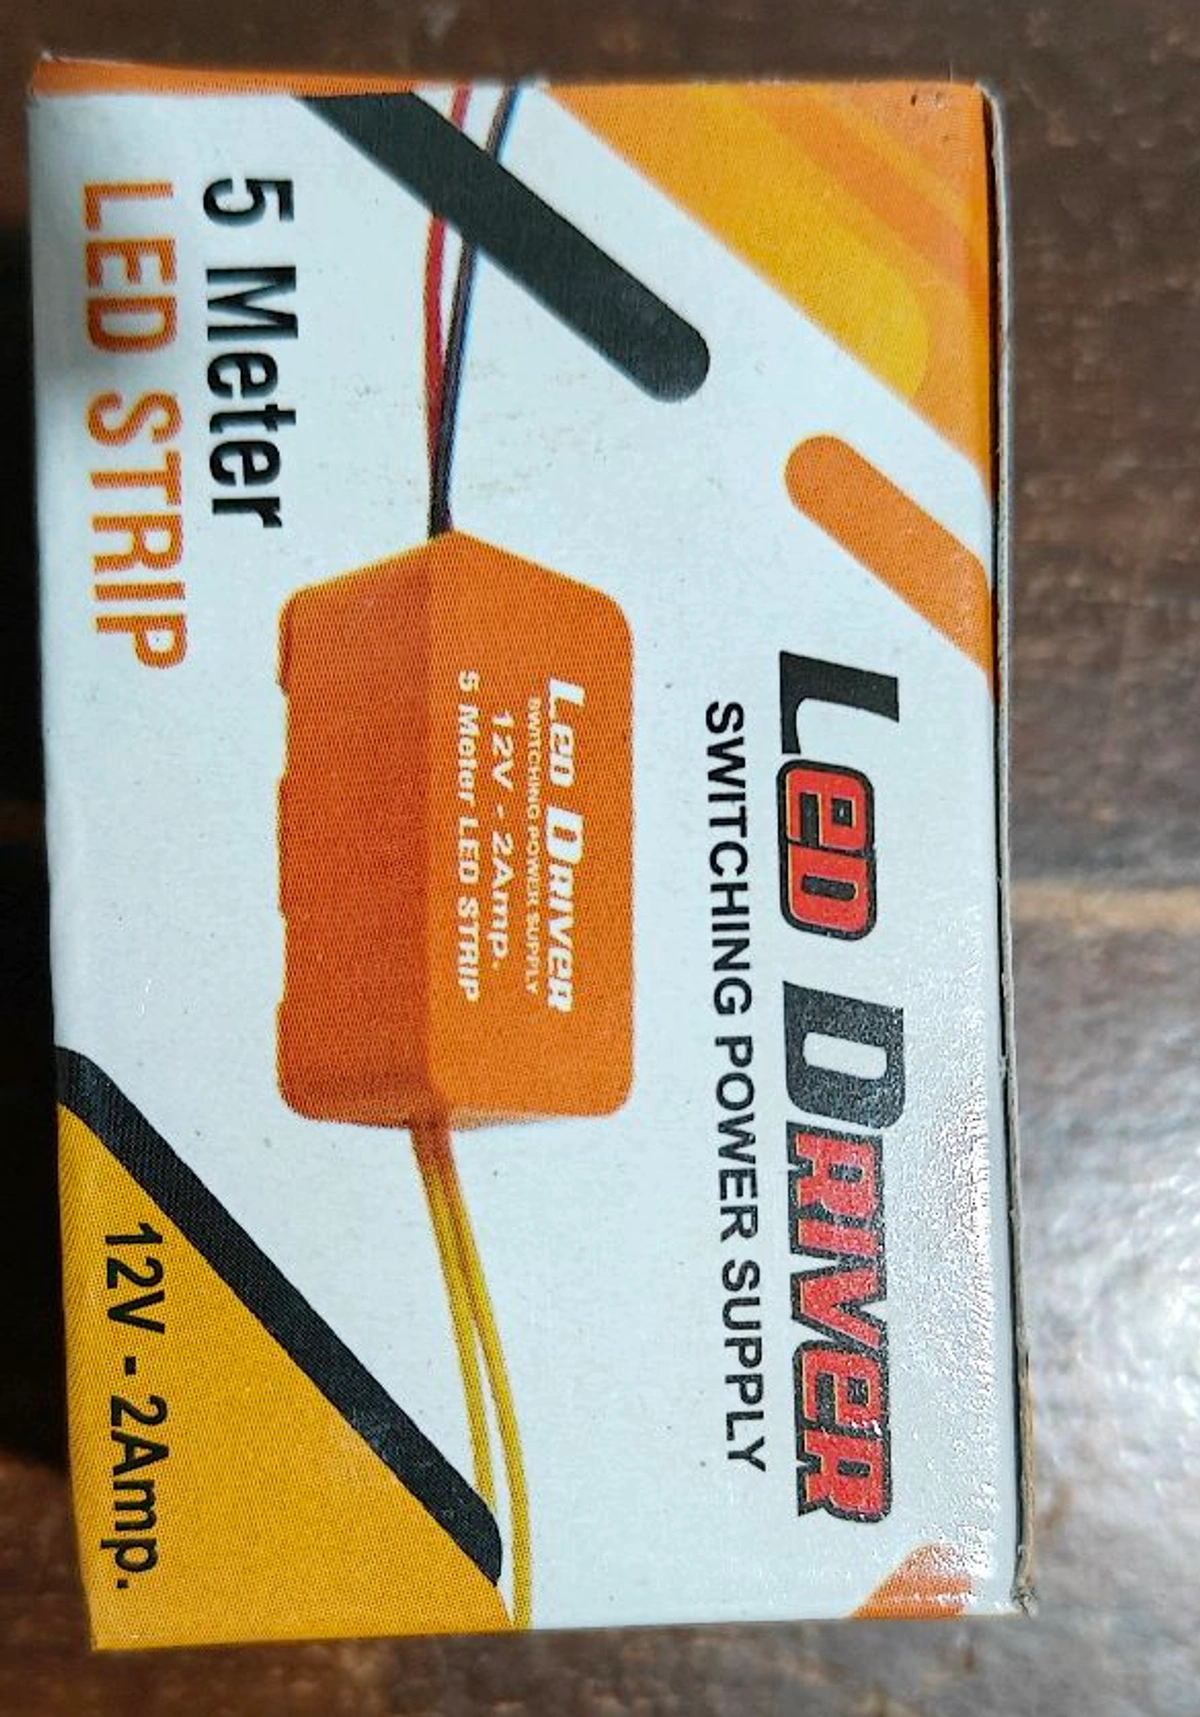 Led Driver
SWITCHING POWER SUPPLY
Led Driver
SWITCHING POWER SUPPLY
12V - 2Amp.
5 Meter LED STRIP
5 Meter
LED STRIP
12V - 2Amp.